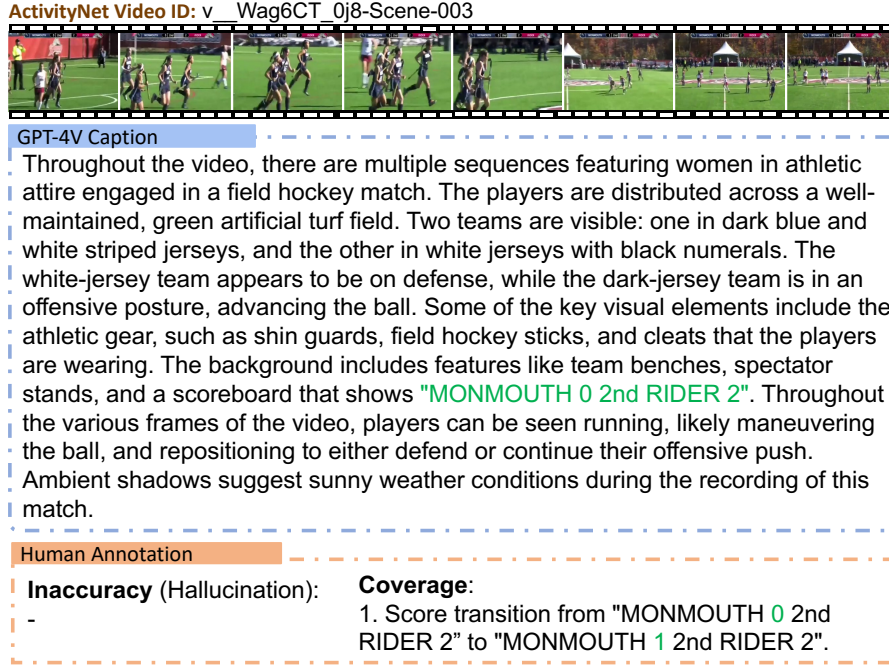 ActivityNet Video ID: v__Wag6CT_0j8-Scene-003
GPT-4V Caption
Throughout the video, there are multiple sequences featuring women in athletic
attire engaged in a field hockey match. The players are distributed across a well-
maintained, green artificial turf field. Two teams are visible: one in dark blue and
white striped jerseys, and the other in white jerseys with black numerals. The
white-jersey team appears to be on defense, while the dark-jersey team is in an
offensive posture, advancing the ball. Some of the key visual elements include the
athletic gear, such as shin guards, field hockey sticks, and cleats that the players
are wearing. The background includes features like team benches, spectator
stands, and a scoreboard that shows "MONMOUTH 0 2nd RIDER 2". Throughout
the various frames of the video, players can be seen running, likely maneuvering
the ball, and repositioning to either defend or continue their offensive push.
Ambient shadows suggest sunny weather conditions during the recording of this
match.
Human Annotation
Inaccuracy (Hallucination):
-
Coverage:
1. Score transition from "MONMOUTH 0 2nd
RIDER 2” to "MONMOUTH 1 2nd RIDER 2".